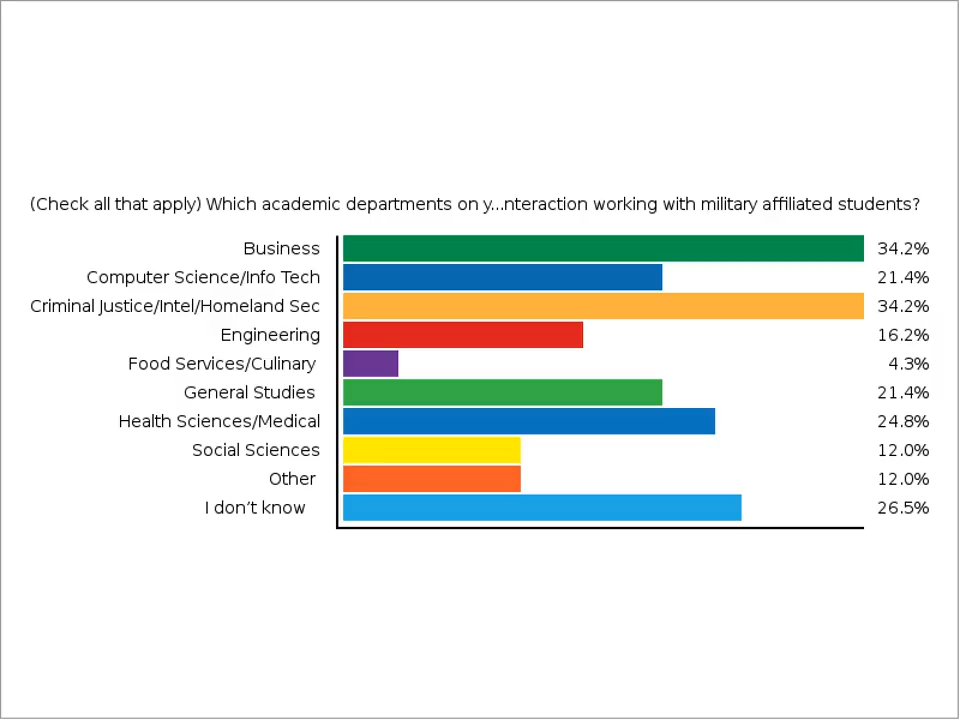 (Check all that apply) Which academic departments on y...nteraction working with military affiliated students?
Business 34.2%
Computer Science/Info Tech 21.4%
Criminal Justice/Intel/Homeland Sec 34.2%
Engineering 16.2%
Food Services/Culinary 4.3%
General Studies 21.4%
Health Sciences/Medical 24.8%
Social Sciences 12.0%
Other 12.0%
I don’t know 26.5%